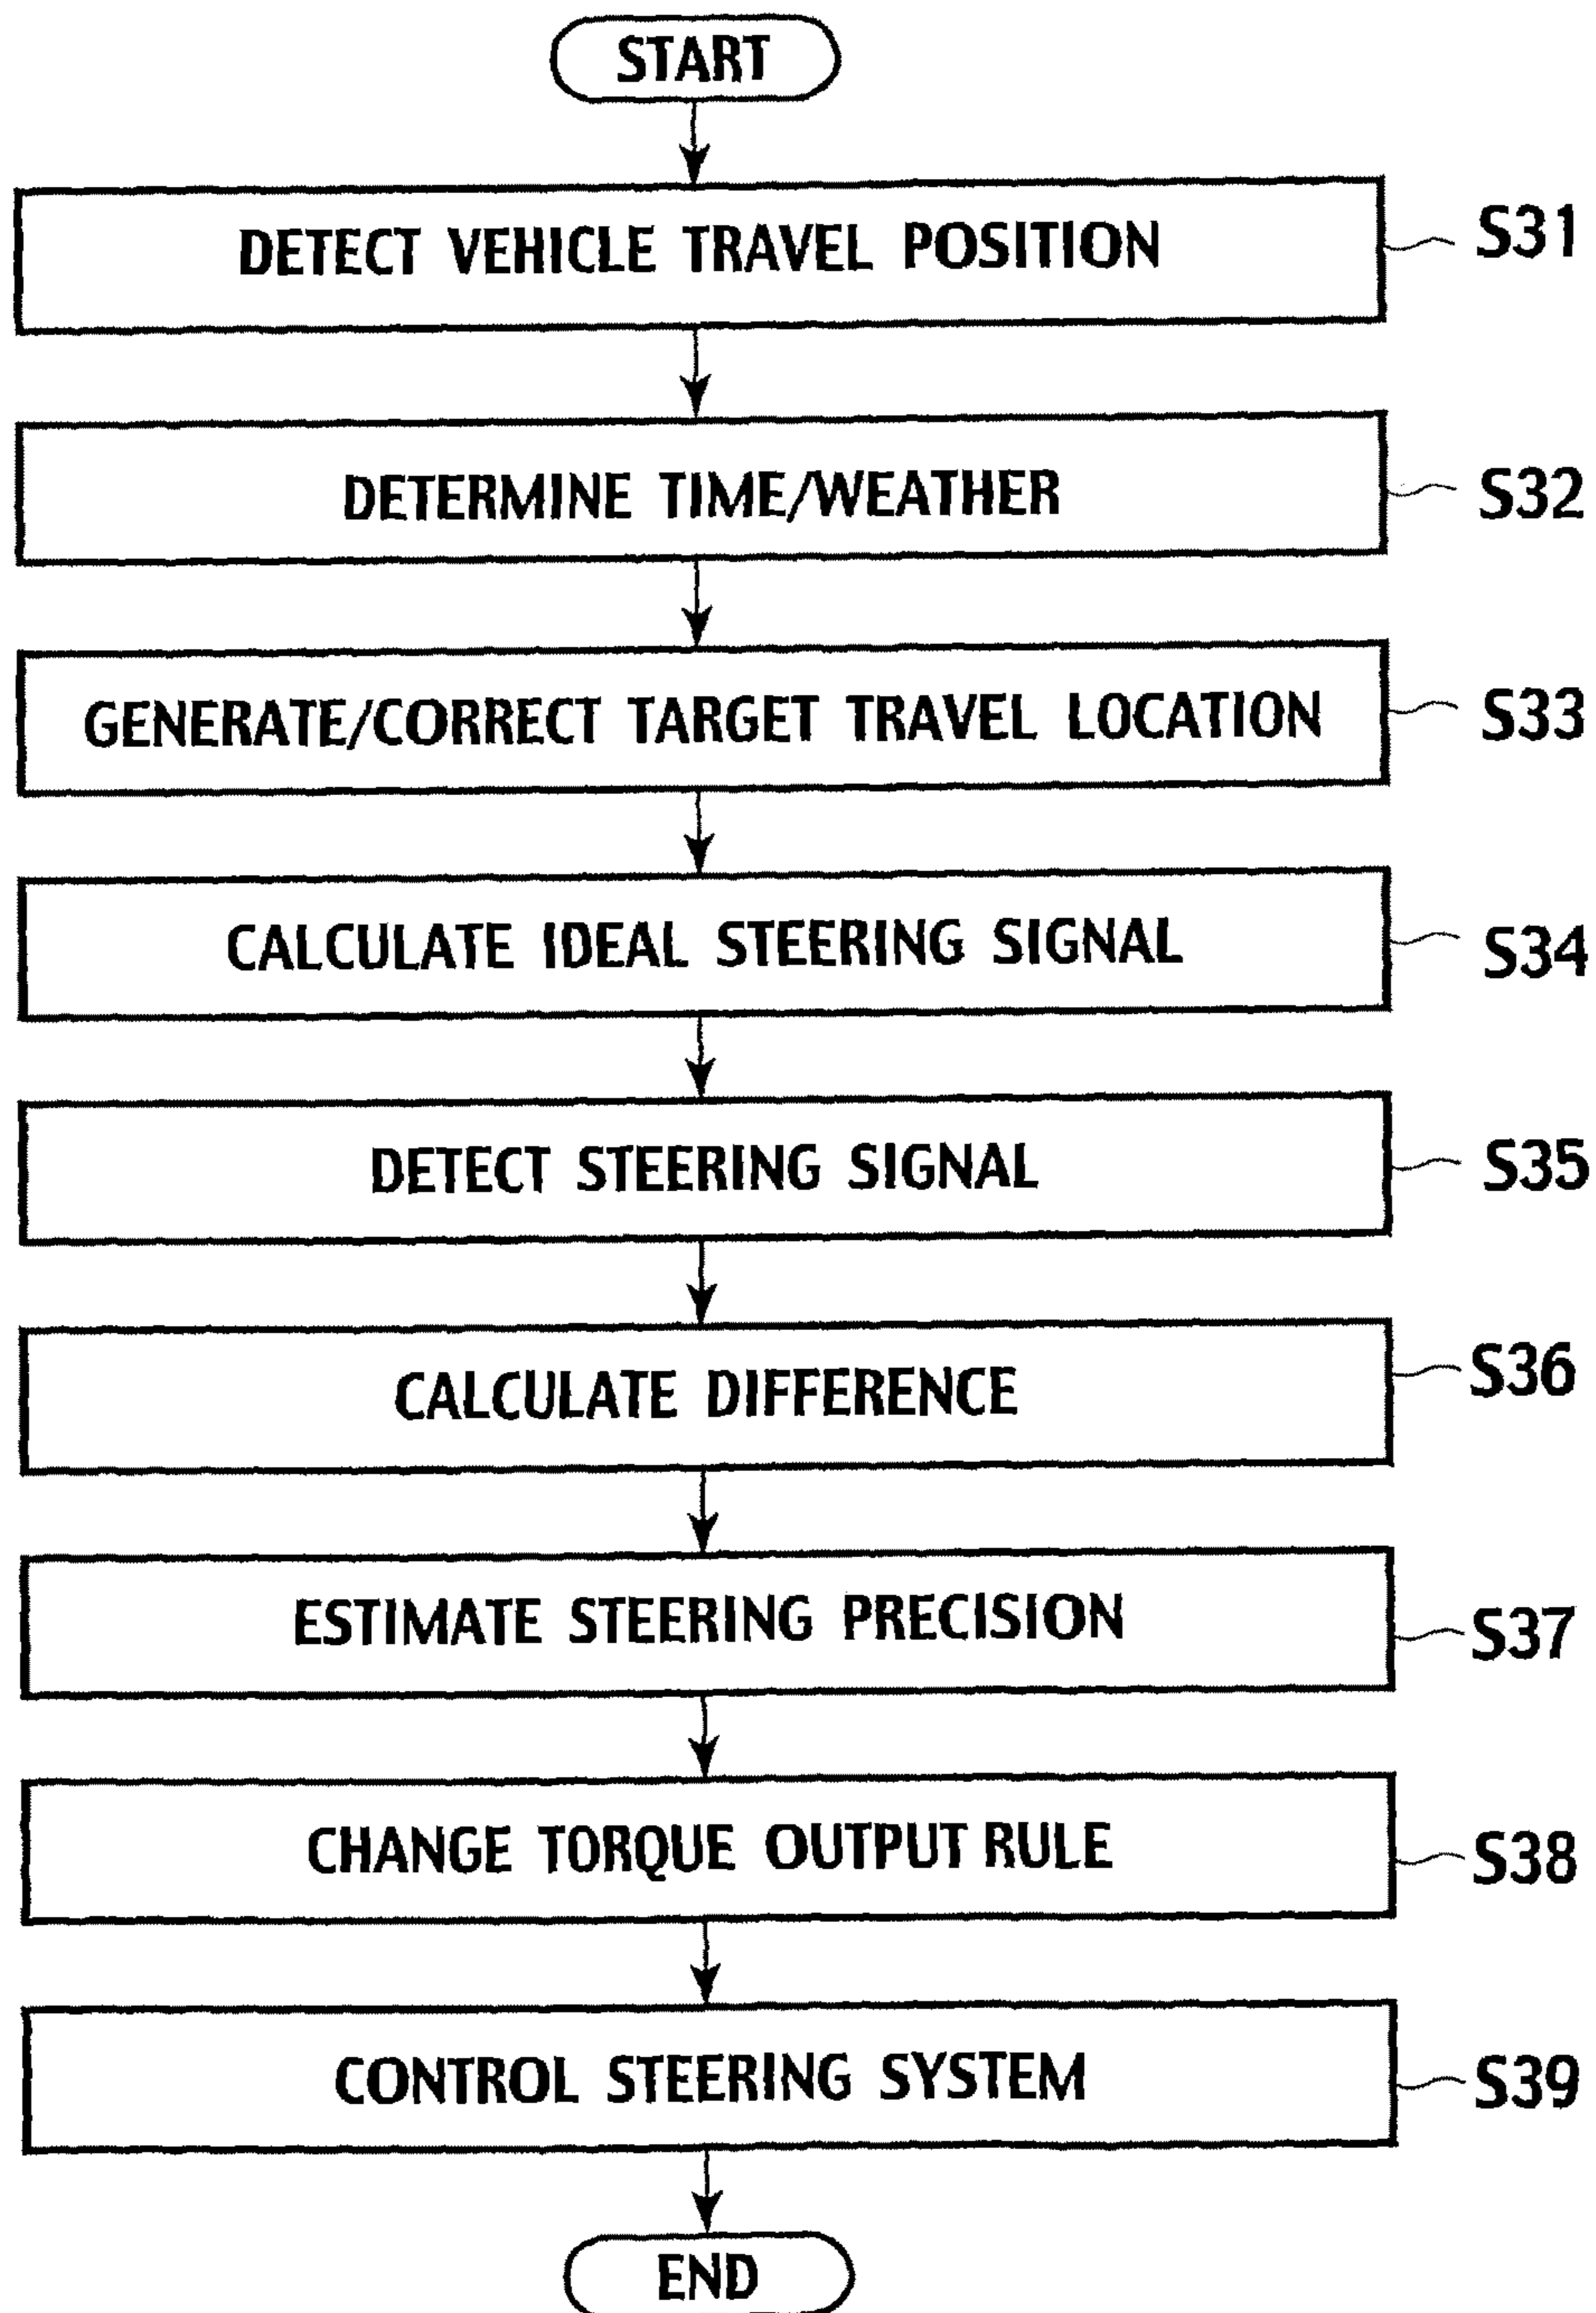 START
DETECT VEHICLE TRAVEL POSITION
S31
DETERMINE TIME/WEATHER
S32
GENERATE/CORRECT TARGET TRAVEL LOCATION
S33
CALCULATE IDEAL STEERING SIGNAL
S34
DETECT STEERING SIGNAL
S35
CALCULATE DIFFERENCE
S36
ESTIMATE STEERING PRECISION
S37
CHANGE TORQUE OUTPUT RULE
S38
CONTROL STEERING SYSTEM
S39
END